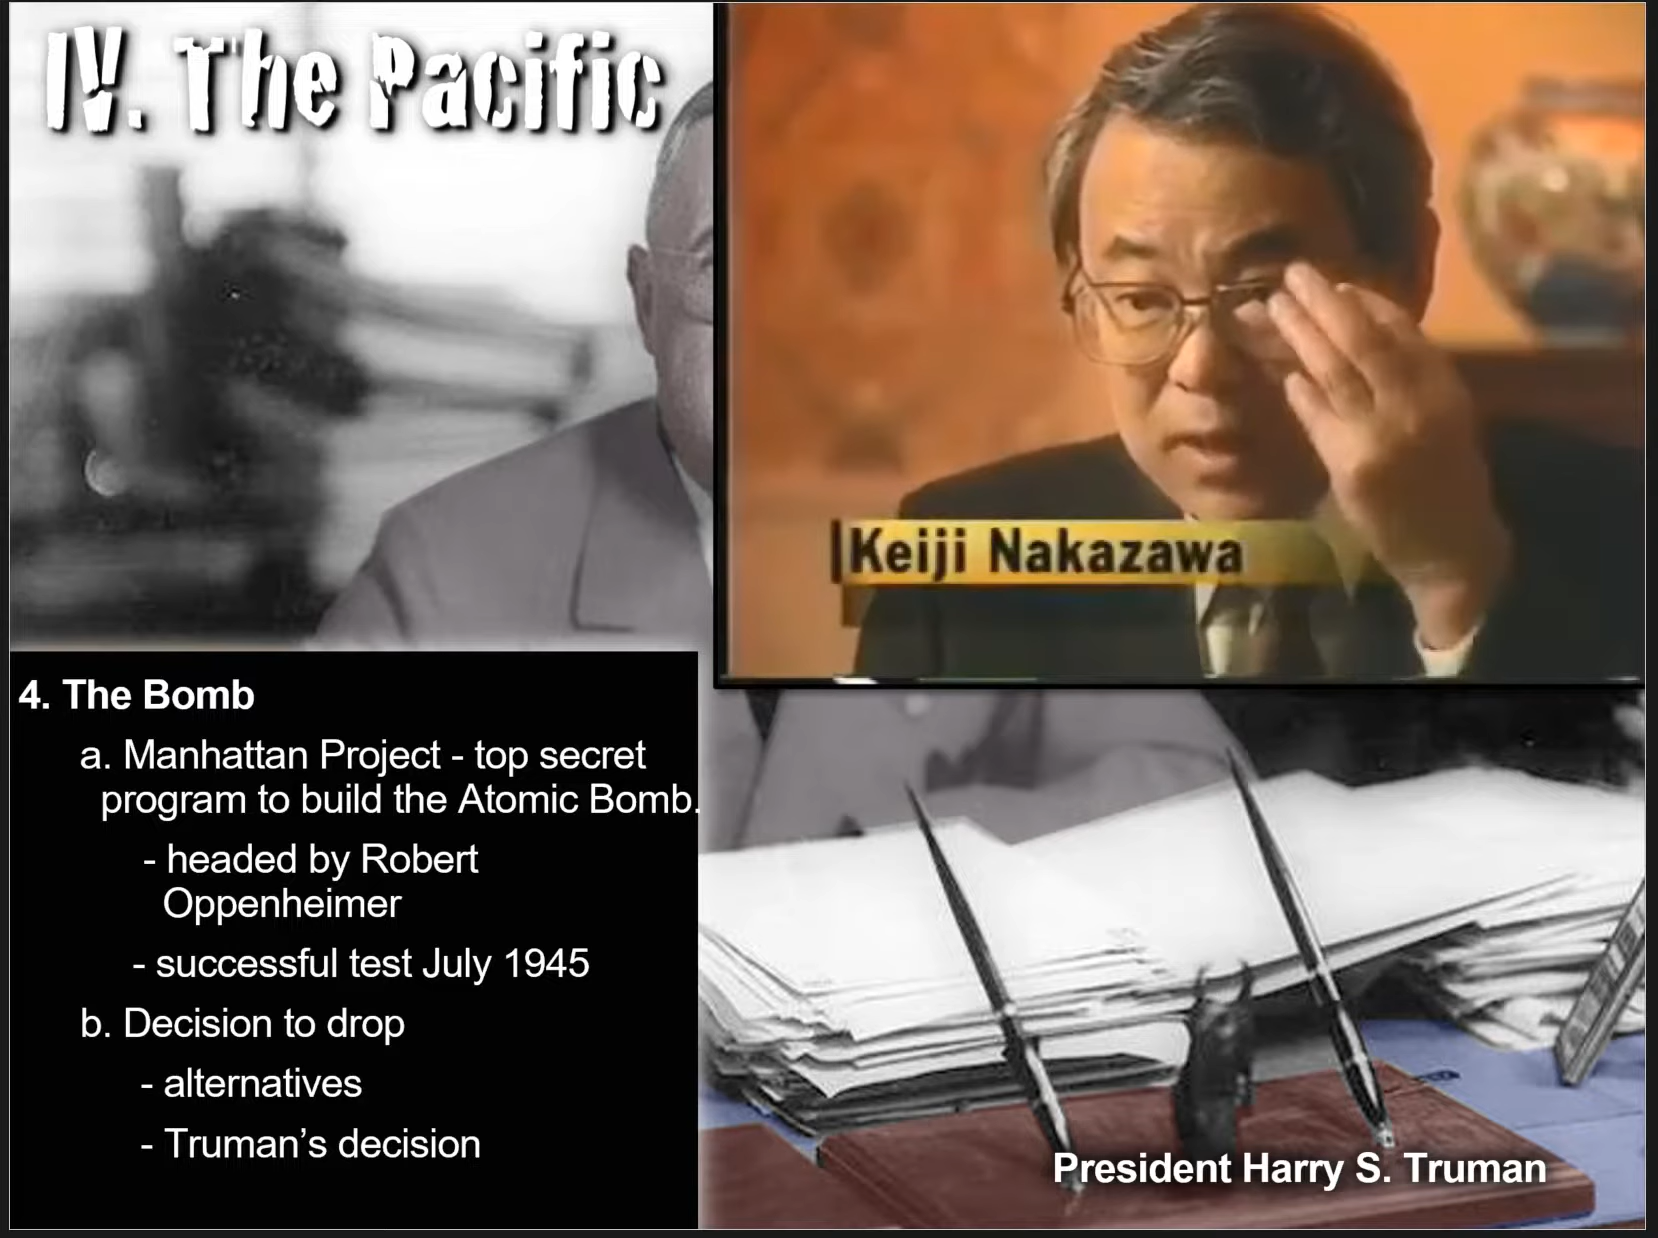 IV. The Pacific
Keiji Nakazawa
4. The Bomb
a. Manhattan Project - top secret
program to build the Atomic Bomb.
- headed by Robert
Oppenheimer
- successful test July 1945
b. Decision to drop
- alternatives
- Truman’s decision
President Harry S. Truman